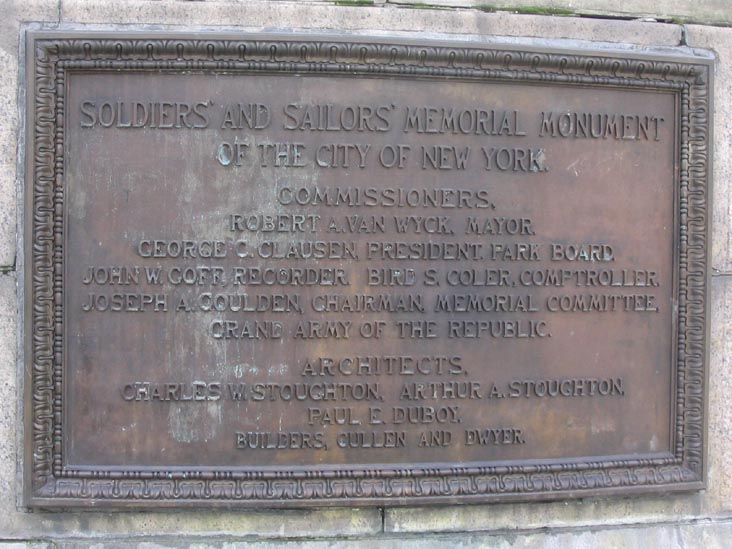 SOLDIERS' AND SAILORS' MEMORIAL MONUMENT
OF THE CITY OF NEW YORK.
COMMISSIONERS,
ROBERT A. VAN WYCK, MAYOR.
GEORGE C. CLAUSEN, PRESIDENT, PARK BOARD.
JOHN W. GOFF, RECORDER, BIRD S. COLER, COMPTROLLER.
JOSEPH A. GOULDEN, CHAIRMAN, MEMORIAL COMMITTEE,
GRAND ARMY OF THE REPUBLIC.
ARCHITECTS,
CHARLES W. STOUGHTON, ARTHUR A. STOUGHTON,
PAUL E. DUBOY.
BUILDERS, CULLEN AND DWYER.